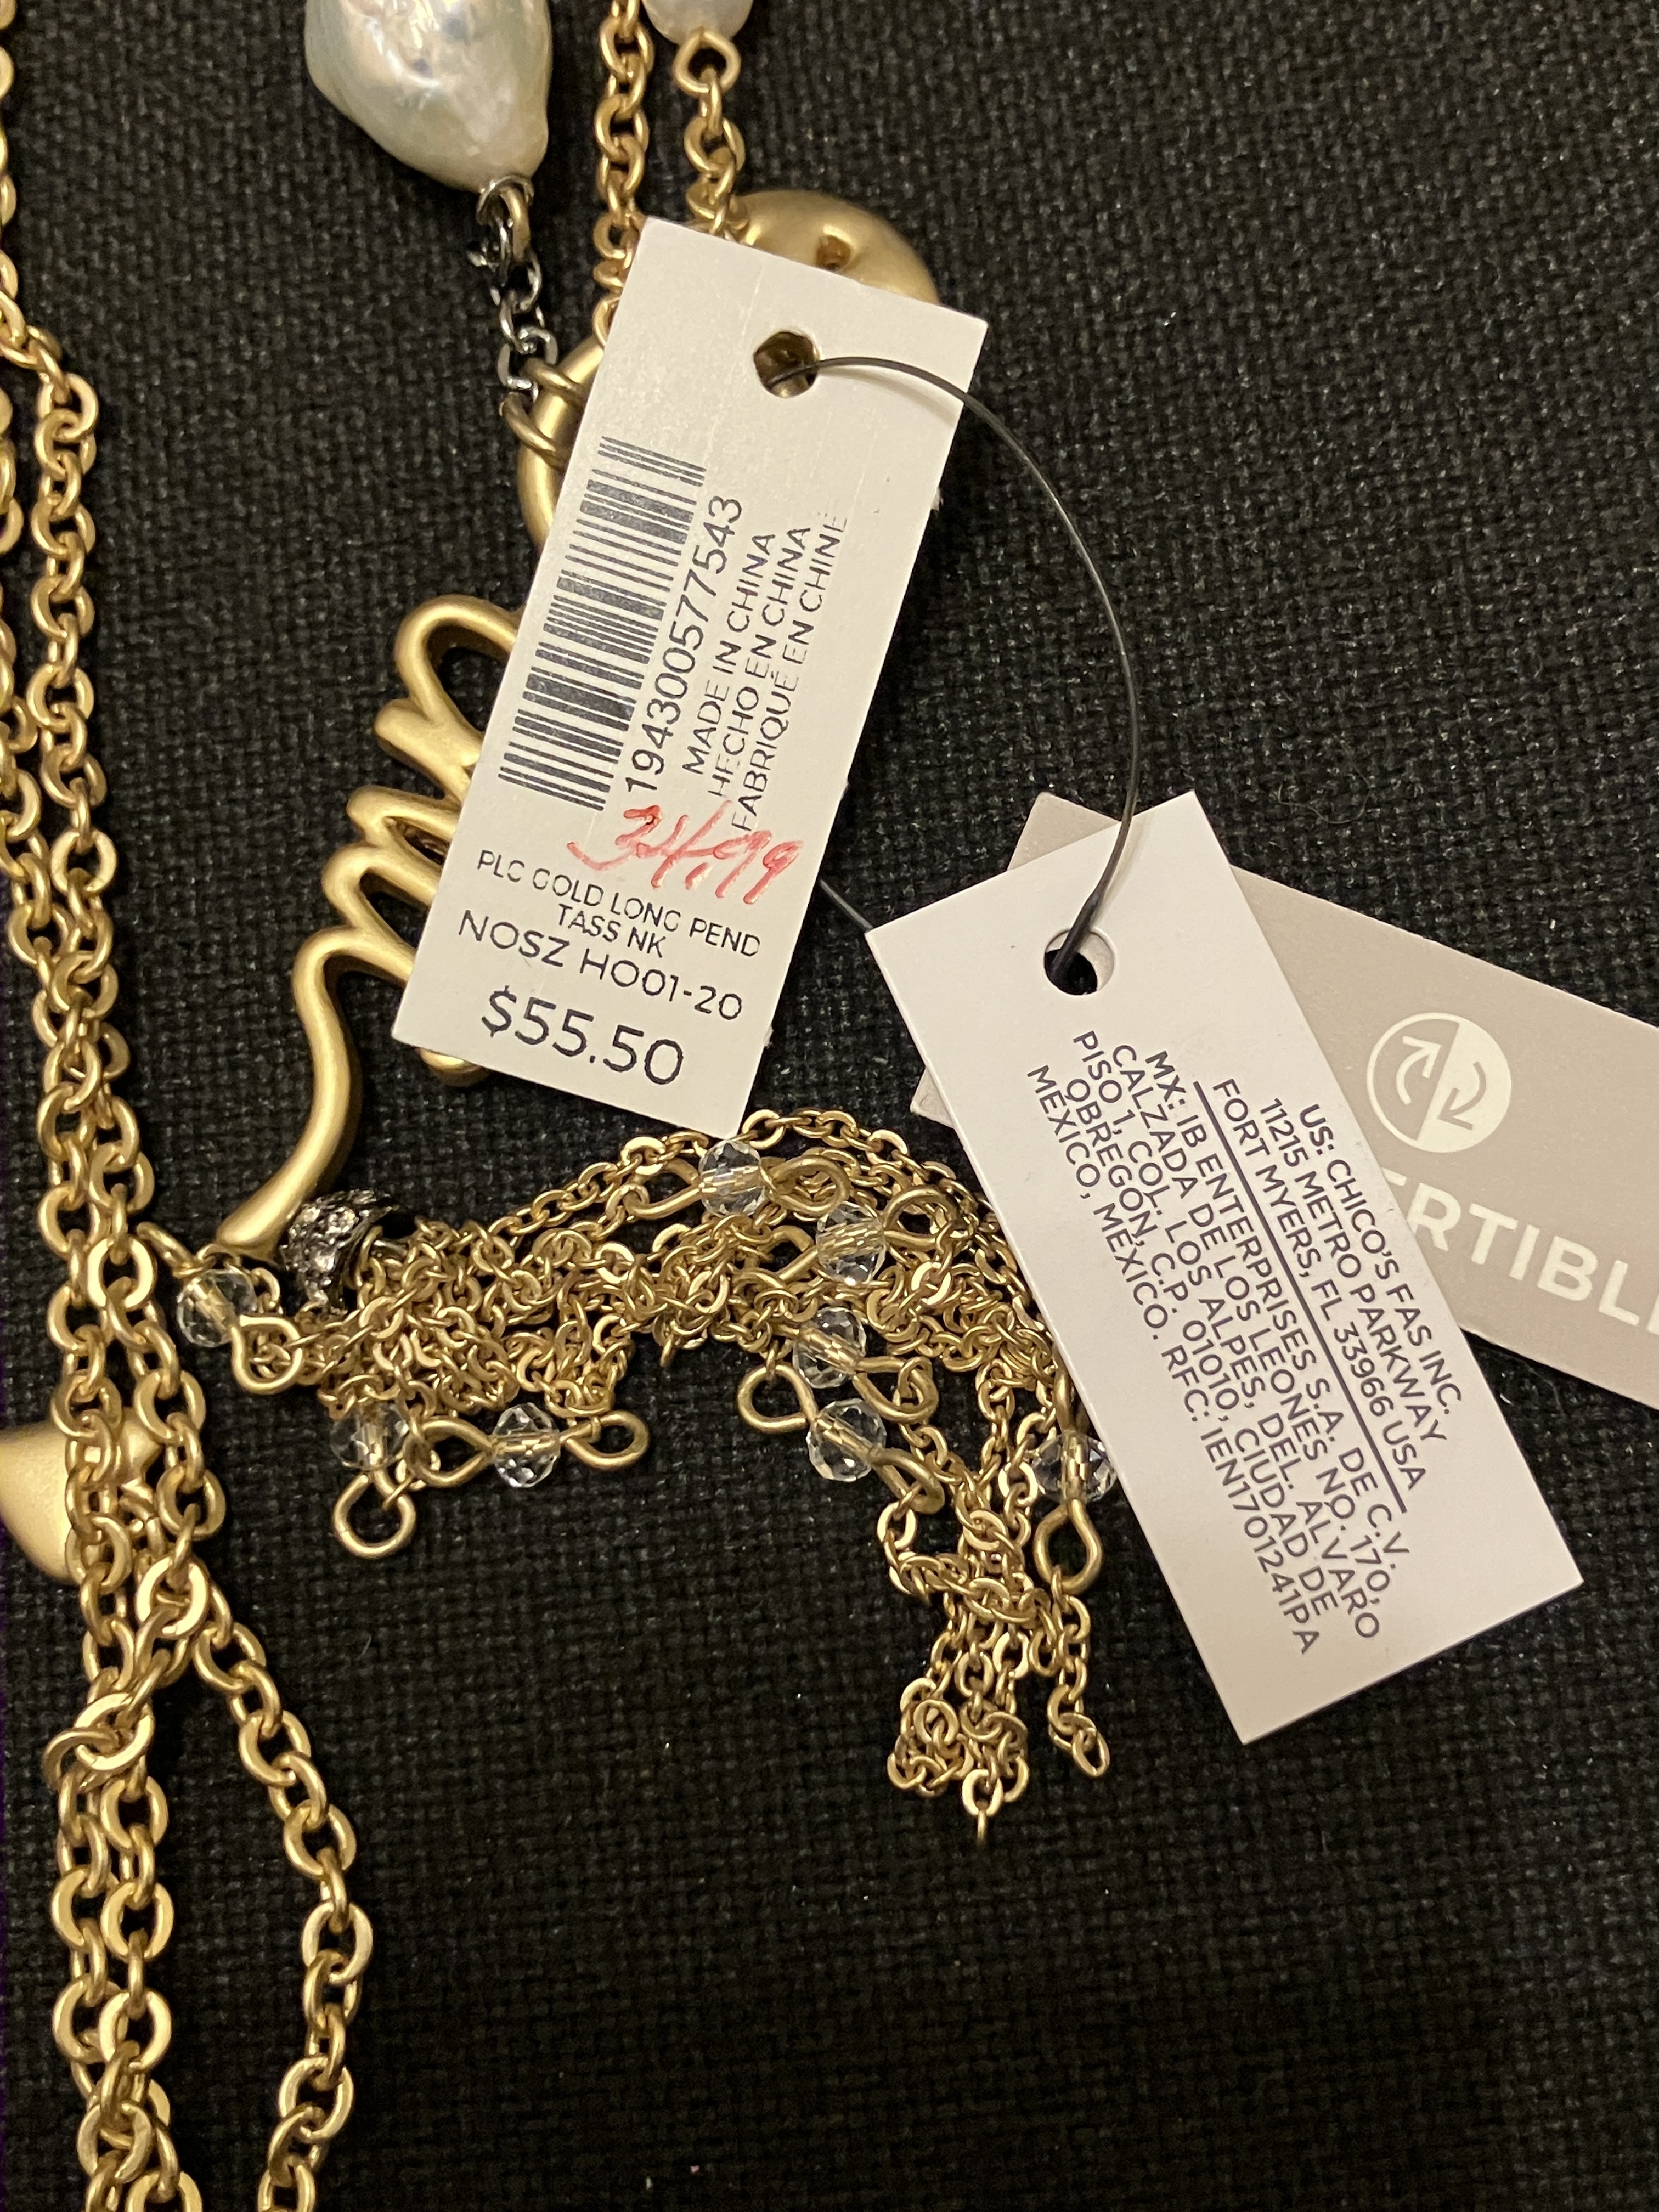 194300577543
MADE IN CHINA
HECHO EN CHINA
FABRIQUÉ EN CHINE
34.99
PLC GOLD LONG PEND
TASS NK
NOSZ HO01-20
$55.50
US: CHICO'S FAS INC.
11215 METRO PARKWAY
FORT MYERS, FL 33966 USA
MX: IB ENTERPRISES S.A. DE C.V.
CALZADA DE LOS LEONES NO. 170,
PISO 1, COL. LOS ALPES, DEL. ALVARO
OBREGON, C.P. 01010, CIUDAD DE
MEXICO, MEXICO. RFC: IEN1701241PA
ERTIBL